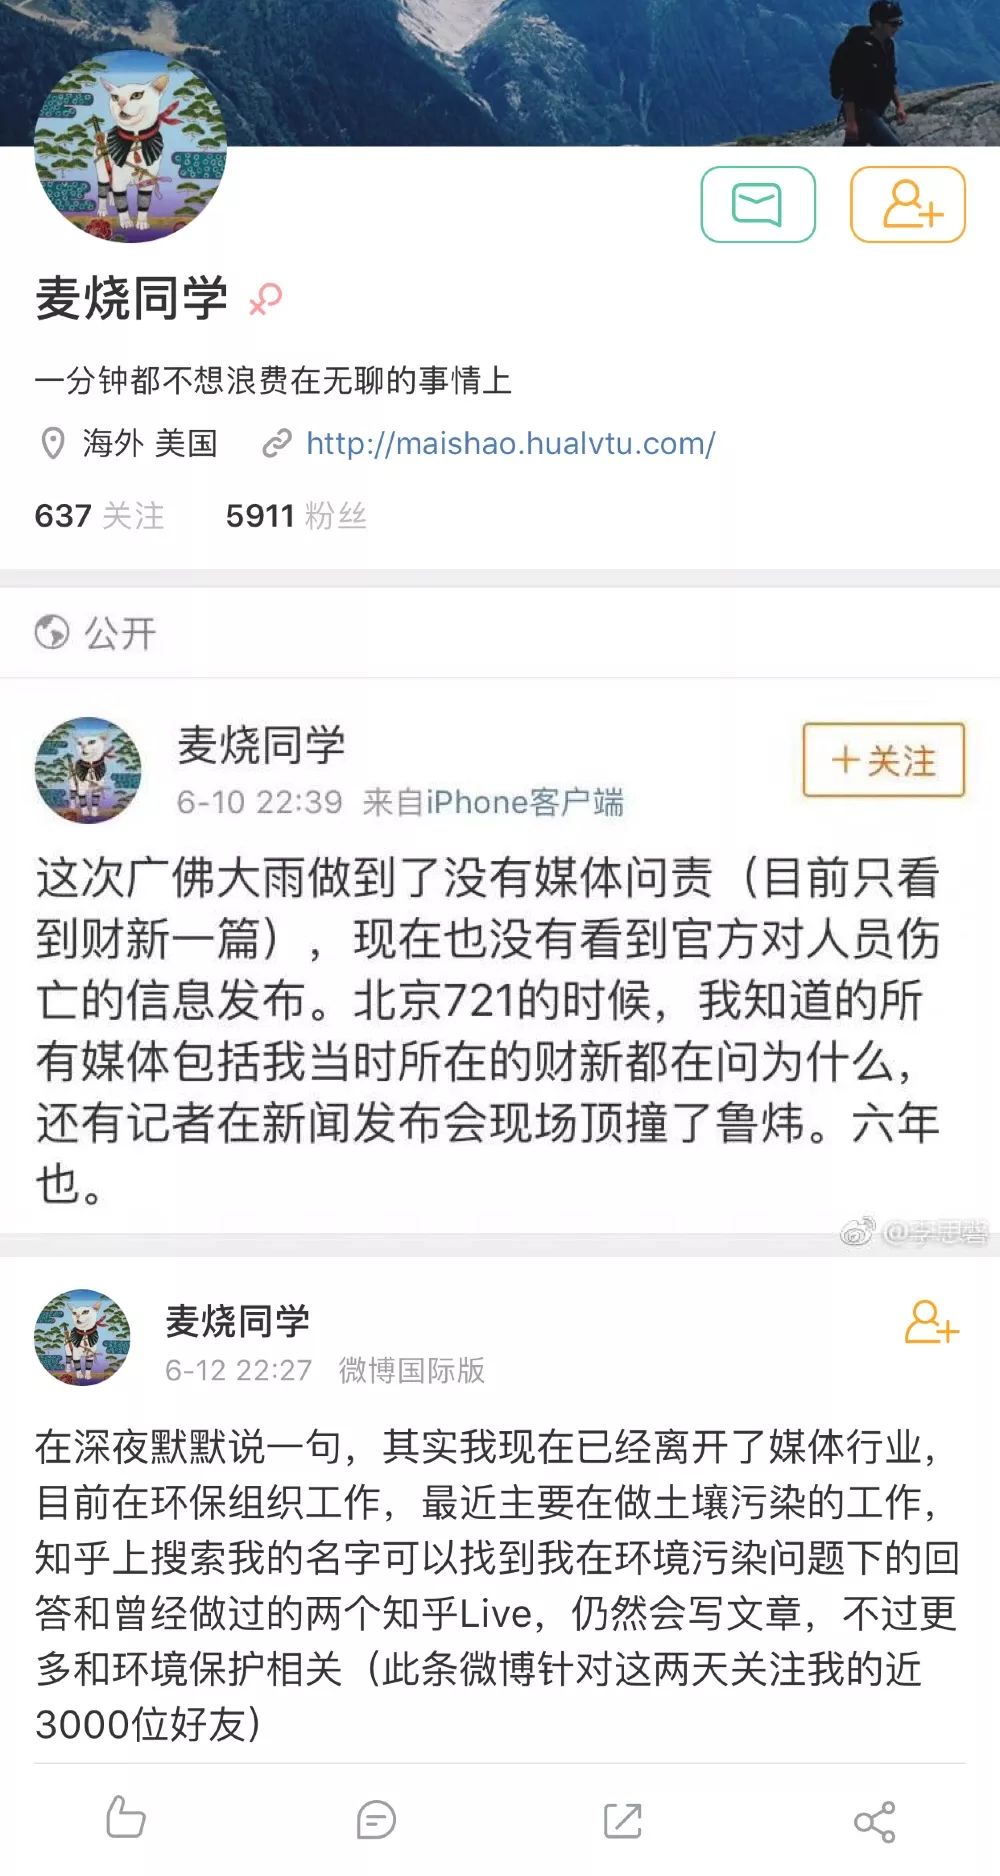 麦烧同学
一分钟都不想浪费在无聊的事情上
海外 美国 http://maishao.hualvtu.com/
637 关注 5911 粉丝
公开
麦烧同学
+关注
6-10 22:39 来自iPhone客户端
这次广佛大雨做到了没有媒体问责（目前只看
到财新一篇），现在也没有看到官方对人员伤
亡的信息发布。北京721的时候，我知道的所
有媒体包括我当时所在的财新都在问为什么，
还有记者在新闻发布会现场顶撞了鲁炜。六年
也。
@李思磐
麦烧同学
6-12 22:27 微博国际版
在深夜默默说一句，其实我现在已经离开了媒体行业，
目前在环保组织工作，最近主要在做土壤污染的工作，
知乎上搜索我的名字可以找到我在环境污染问题下的回
答和曾经做过的两个知乎Live，仍然会写文章，不过更
多和环境保护相关（此条微博针对这两天关注我的近
3000位好友）